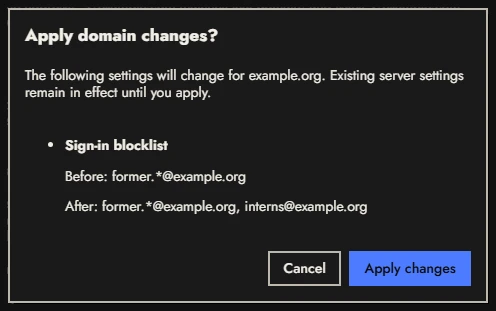 Apply domain changes?
The following settings will change for example.org. Existing server settings
remain in effect until you apply.
• Sign-in blocklist
Before: former.*@example.org
After: former.*@example.org, interns@example.org
Cancel
Apply changes